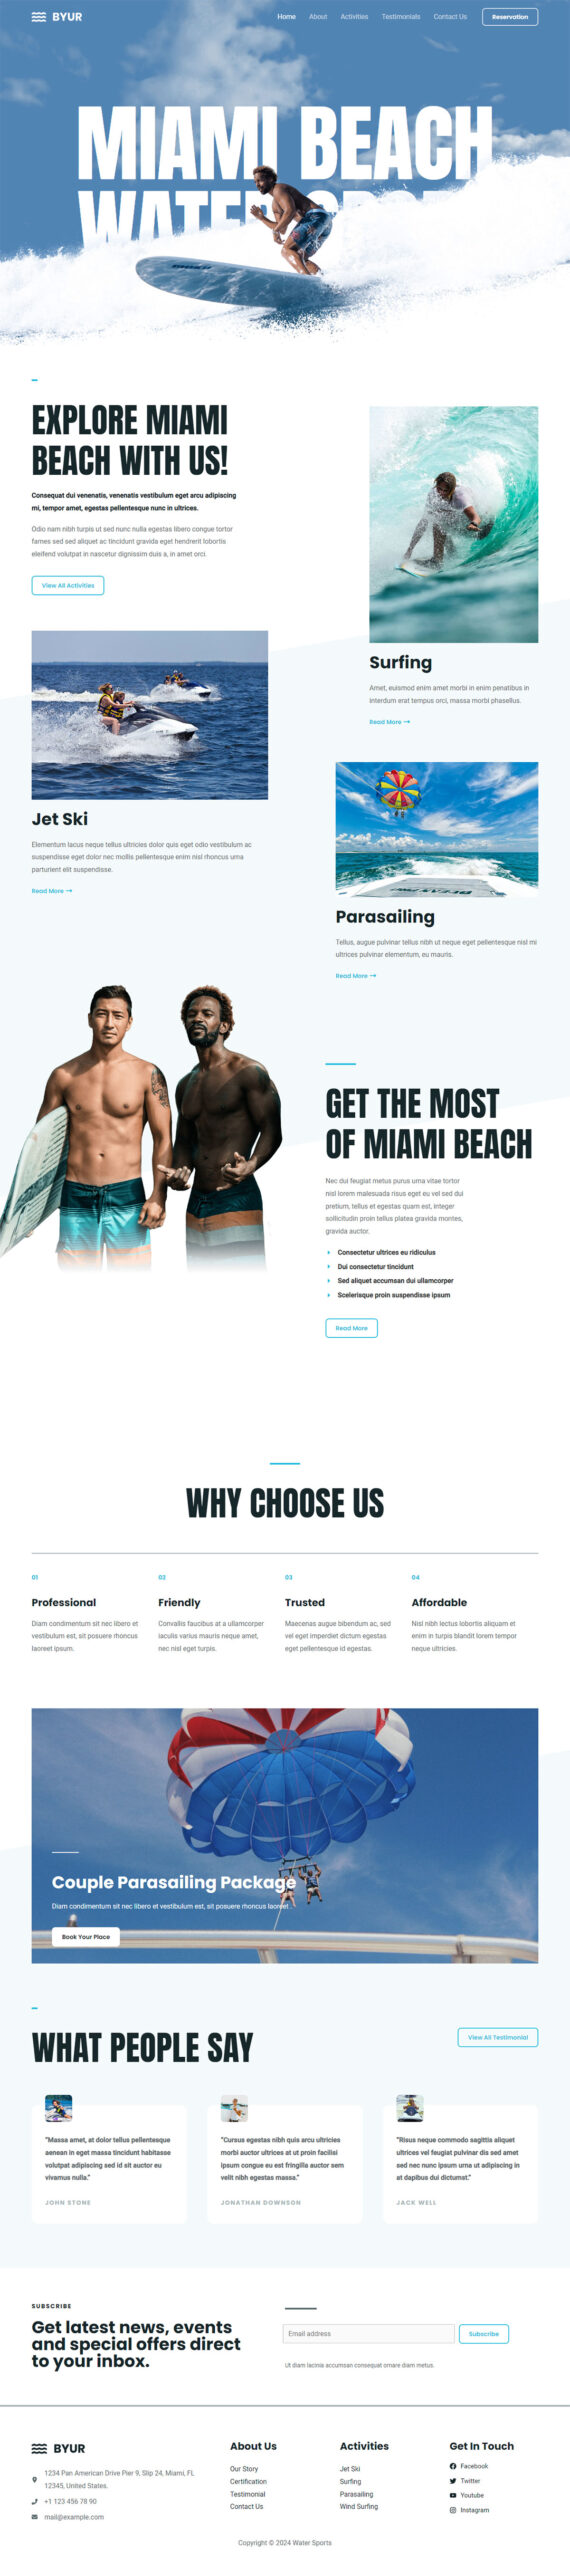 BYUR
Home About Activities Testimonials Contact Us Reservation
MIAMI BEACH
EXPLORE MIAMI
BEACH WITH US!
Consequat dui venenatis, venenatis vestibulum eget arcu adipiscing
mi, tempor amet, egestas pellentesque nunc in ultrices.
Odio nam nibh turpis ut sed nunc nulla egestas libero congue tortor
fames sed sed aliquet ac tincidunt gravida eget hendrerit lobortis
eleifend volutpat in nascetur dignissim duis a, in amet orci.
View All Activities
Surfing
Amet, euismod enim amet morbi in enim penatibus in
interdum erat tempus orci, massa morbi phasellus.
Read More →
Jet Ski
Elementum lacus neque tellus ultricies dolor quis eget odio vestibulum ac
suspendisse eget dolor nec mollis pellentesque enim nisl rhoncus urna
parturient elit suspendisse.
Read More →
Parasailing
Tellus, augue pulvinar tellus nibh ut neque eget pellentesque nisl mi
ultrices pulvinar elementum, eu mauris.
Read More →
GET THE MOST
OF MIAMI BEACH
Nec dui feugiat metus purus urna vitae tortor
nisl lorem malesuada risus eget eu vel sed dui
pretium, tellus et egestas quam est, integer
sollicitudin proin tellus platea gravida montes,
gravida auctor.
Consectetur ultrices eu ridiculus
Dui consectetur tincidunt
Sed aliquet accumsan dui ullamcorper
Scelerisque proin suspendisse ipsum
Read More
WHY CHOOSE US
01
Professional
Diam condimentum sit nec libero et
vestibulum est, sit posuere rhoncus
laoreet ipsum.
02
Friendly
Convallis faucibus at a ullamcorper
iaculis varius mauris neque amet,
nec nisl eget turpis.
03
Trusted
Maecenas augue bibendum ac, sed
vel eget imperdiet dictum egestas
eget pellentesque id egestas.
04
Affordable
Nisl nibh lectus lobortis aliquam et
enim in turpis blandit lorem tempor
neque ultricies.
Couple Parasailing Package
Diam condimentum sit nec libero et vestibulum est, sit posuere rhoncus laoreet .
Book Your Place
WHAT PEOPLE SAY
View All Testimonial
“Massa amet, at dolor tellus pellentesque
aenean in eget massa tincidunt habitasse
volutpat adipiscing sed id sit auctor eu
vivamus nulla.”
JOHN STONE
“Cursus egestas nibh quis arcu ultricies
morbi auctor ultrices at ut proin facilisi
ipsum congue eu est fringilla auctor sem
velit nibh egestas massa.”
JONATHAN DOWNSON
“Risus neque commodo sagittis aliquet
ultrices vel feugiat pulvinar dis sed amet
sed nec nunc ipsum urna ut adipiscing in
at dapibus dui dictumst.”
JACK WELL
SUBSCRIBE
Get latest news, events
and special offers direct
to your inbox.
Email address
Subscribe
Ut diam lacinia accumsan consequat ornare diam metus.
BYUR
1234 Pan American Drive Pier 9, Slip 24, Miami, FL
12345, United States.
+1 123 456 78 90
mail@example.com
About Us
Our Story
Certification
Testimonial
Contact Us
Activities
Jet Ski
Surfing
Parasailing
Wind Surfing
Get In Touch
Facebook
Twitter
Youtube
Instagram
Copyright © 2024 Water Sports